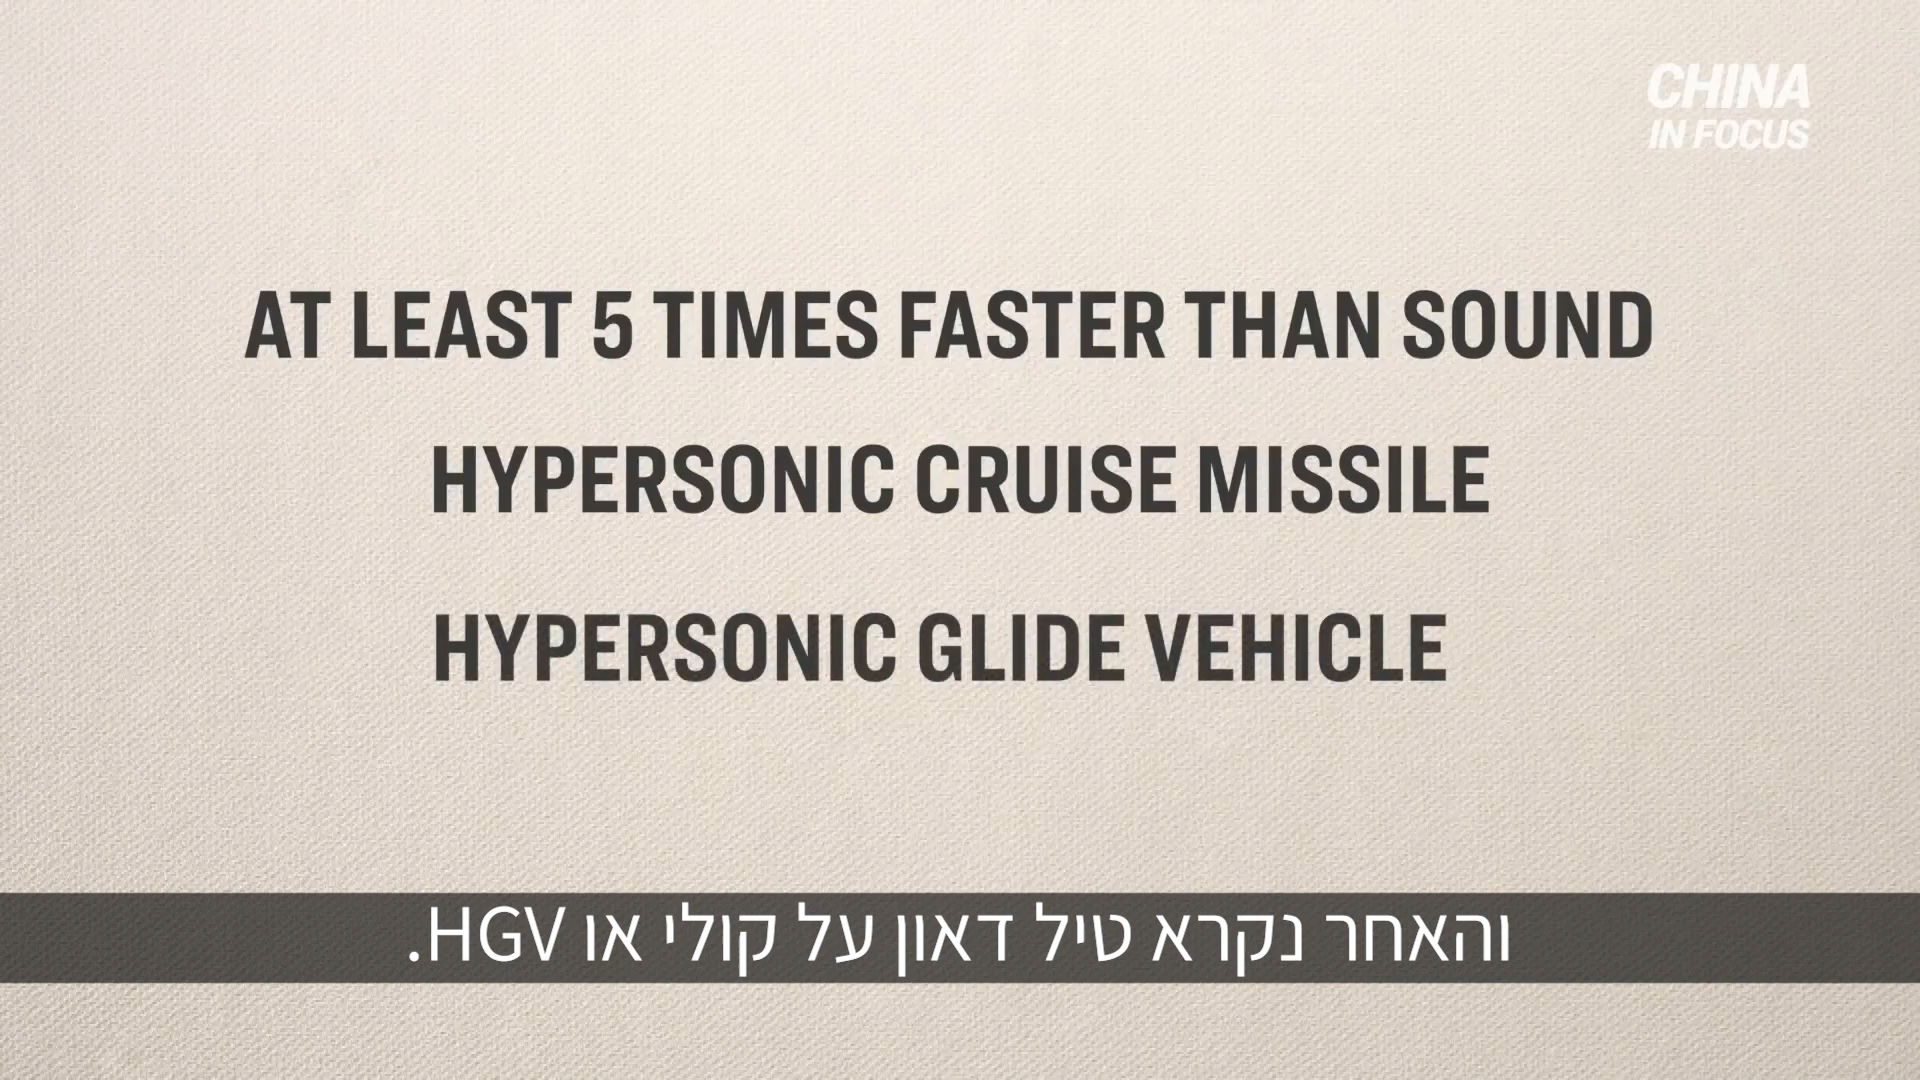 CHINA
IN FOCUS
AT LEAST 5 TIMES FASTER THAN SOUND
HYPERSONIC CRUISE MISSILE
HYPERSONIC GLIDE VEHICLE
והאחר נקרא טיל דאון על קולי או HGV.